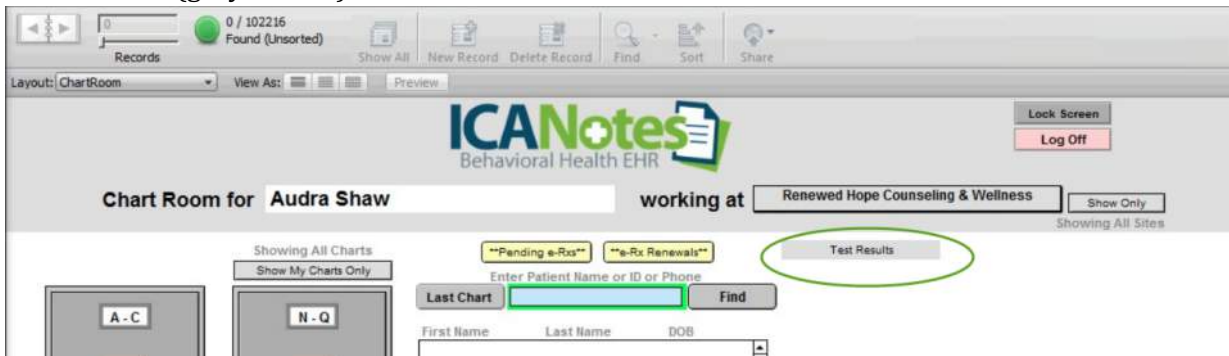 0
0 / 102216
Found (Unsorted)
Records
Show All
New Record
Delete Record
Find
Sort
Share
Layout: ChartRoom
View As:
Preview
ICANotes
Behavioral Health EHR
Lock Screen
Log Off
Chart Room for Audra Shaw working at Renewed Hope Counseling & Wellness
Show Only
Showing All Sites
Showing All Charts
Show My Charts Only
**Pending e-Rxs**
**e-Rx Renewals**
Test Results
Enter Patient Name or ID or Phone
Last Chart
Find
A - C
N - Q
First Name Last Name DOB